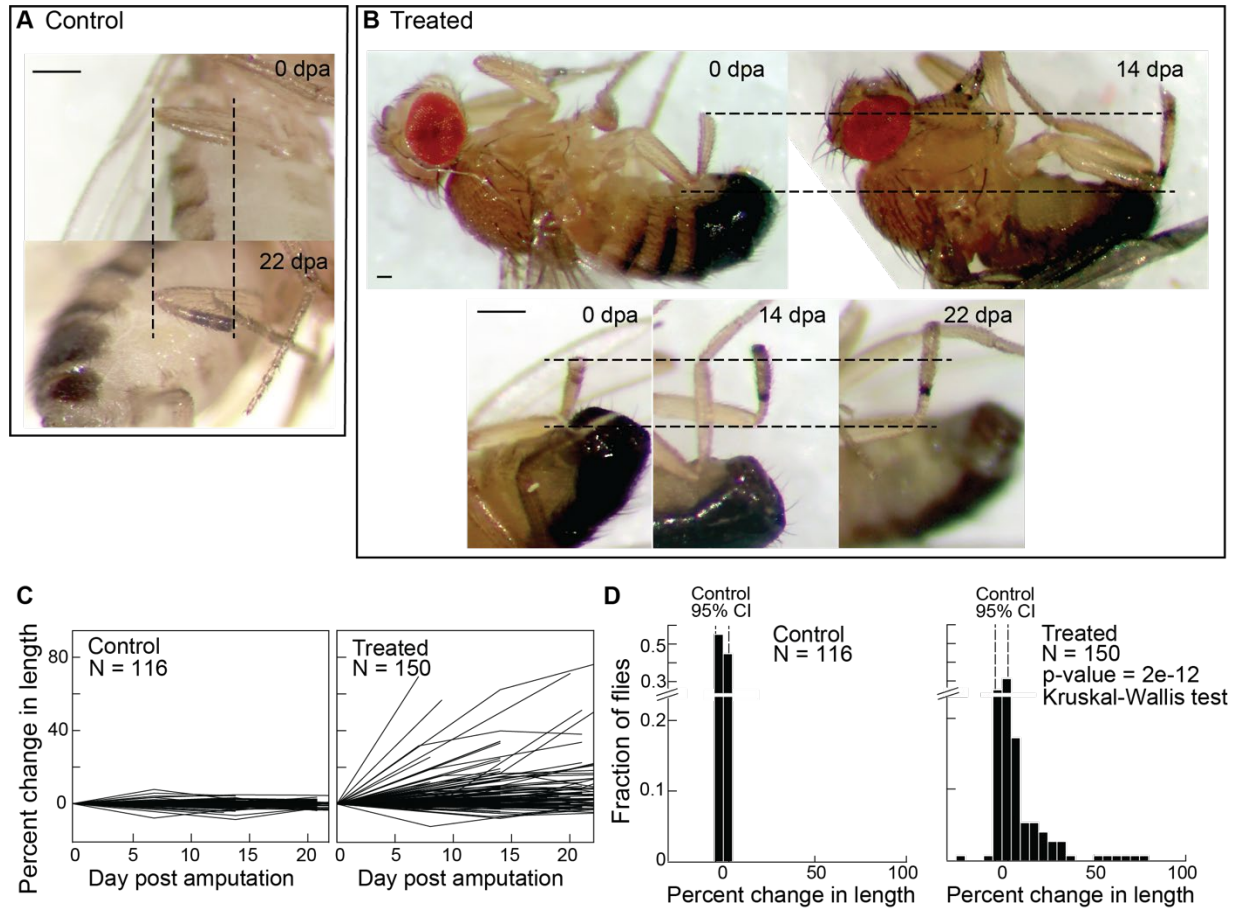 A Control
0 dpa
22 dpa
B Treated
0 dpa
14 dpa
0 dpa
14 dpa
22 dpa
C
Percent change in length
80
40
0
Control
N = 116
0 5 10 15 20
Day post amputation
Treated
N = 150
0 5 10 15 20
Day post amputation
D
Fraction of flies
0.5
0.3
0.2
0.1
0
Control
95% CI
Control
N = 116
0 50 100
Percent change in length
Control
95% CI
Treated
N = 150
p-value = 2e-12
Kruskal-Wallis test
0 50 100
Percent change in length